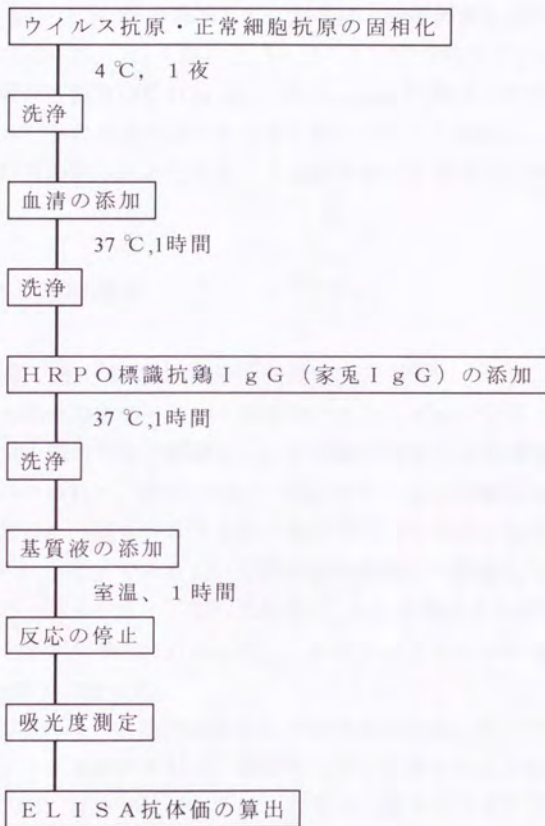 ウイルス抗原・正常細胞抗原の固相化
4℃, 1夜
洗浄
血清の添加
37℃,1時間
洗浄
HRPO標識抗鶏IgG(家兎IgG)の添加
37℃,1時間
洗浄
基質液の添加
室温、1時間
反応の停止
吸光度測定
ELISA抗体価の算出